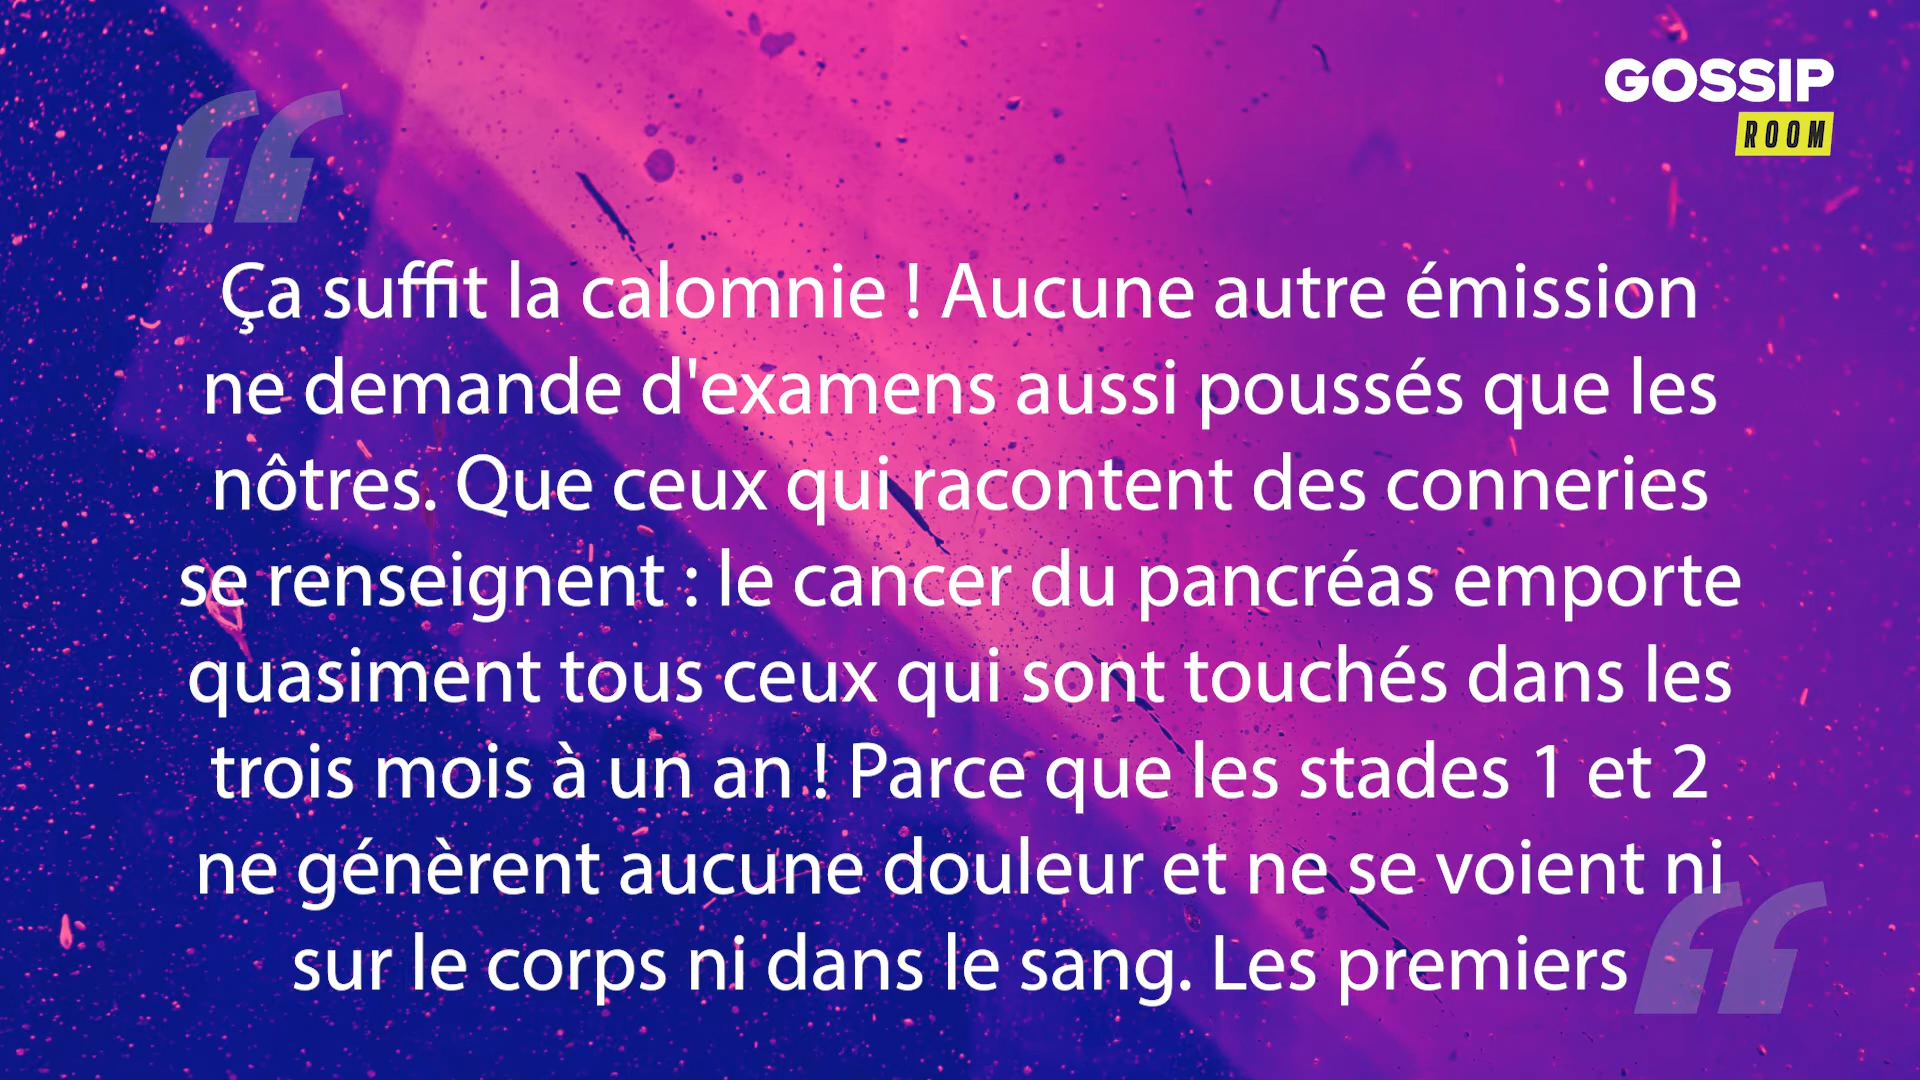 GOSSIP
ROOM
Ça suffit la calomnie ! Aucune autre émission
ne demande d'examens aussi poussés que les
nôtres. Que ceux qui racontent des conneries
se renseignent : le cancer du pancréas emporte
quasiment tous ceux qui sont touchés dans les
trois mois à un an ! Parce que les stades 1 et 2
ne génèrent aucune douleur et ne se voient ni
sur le corps ni dans le sang. Les premiers